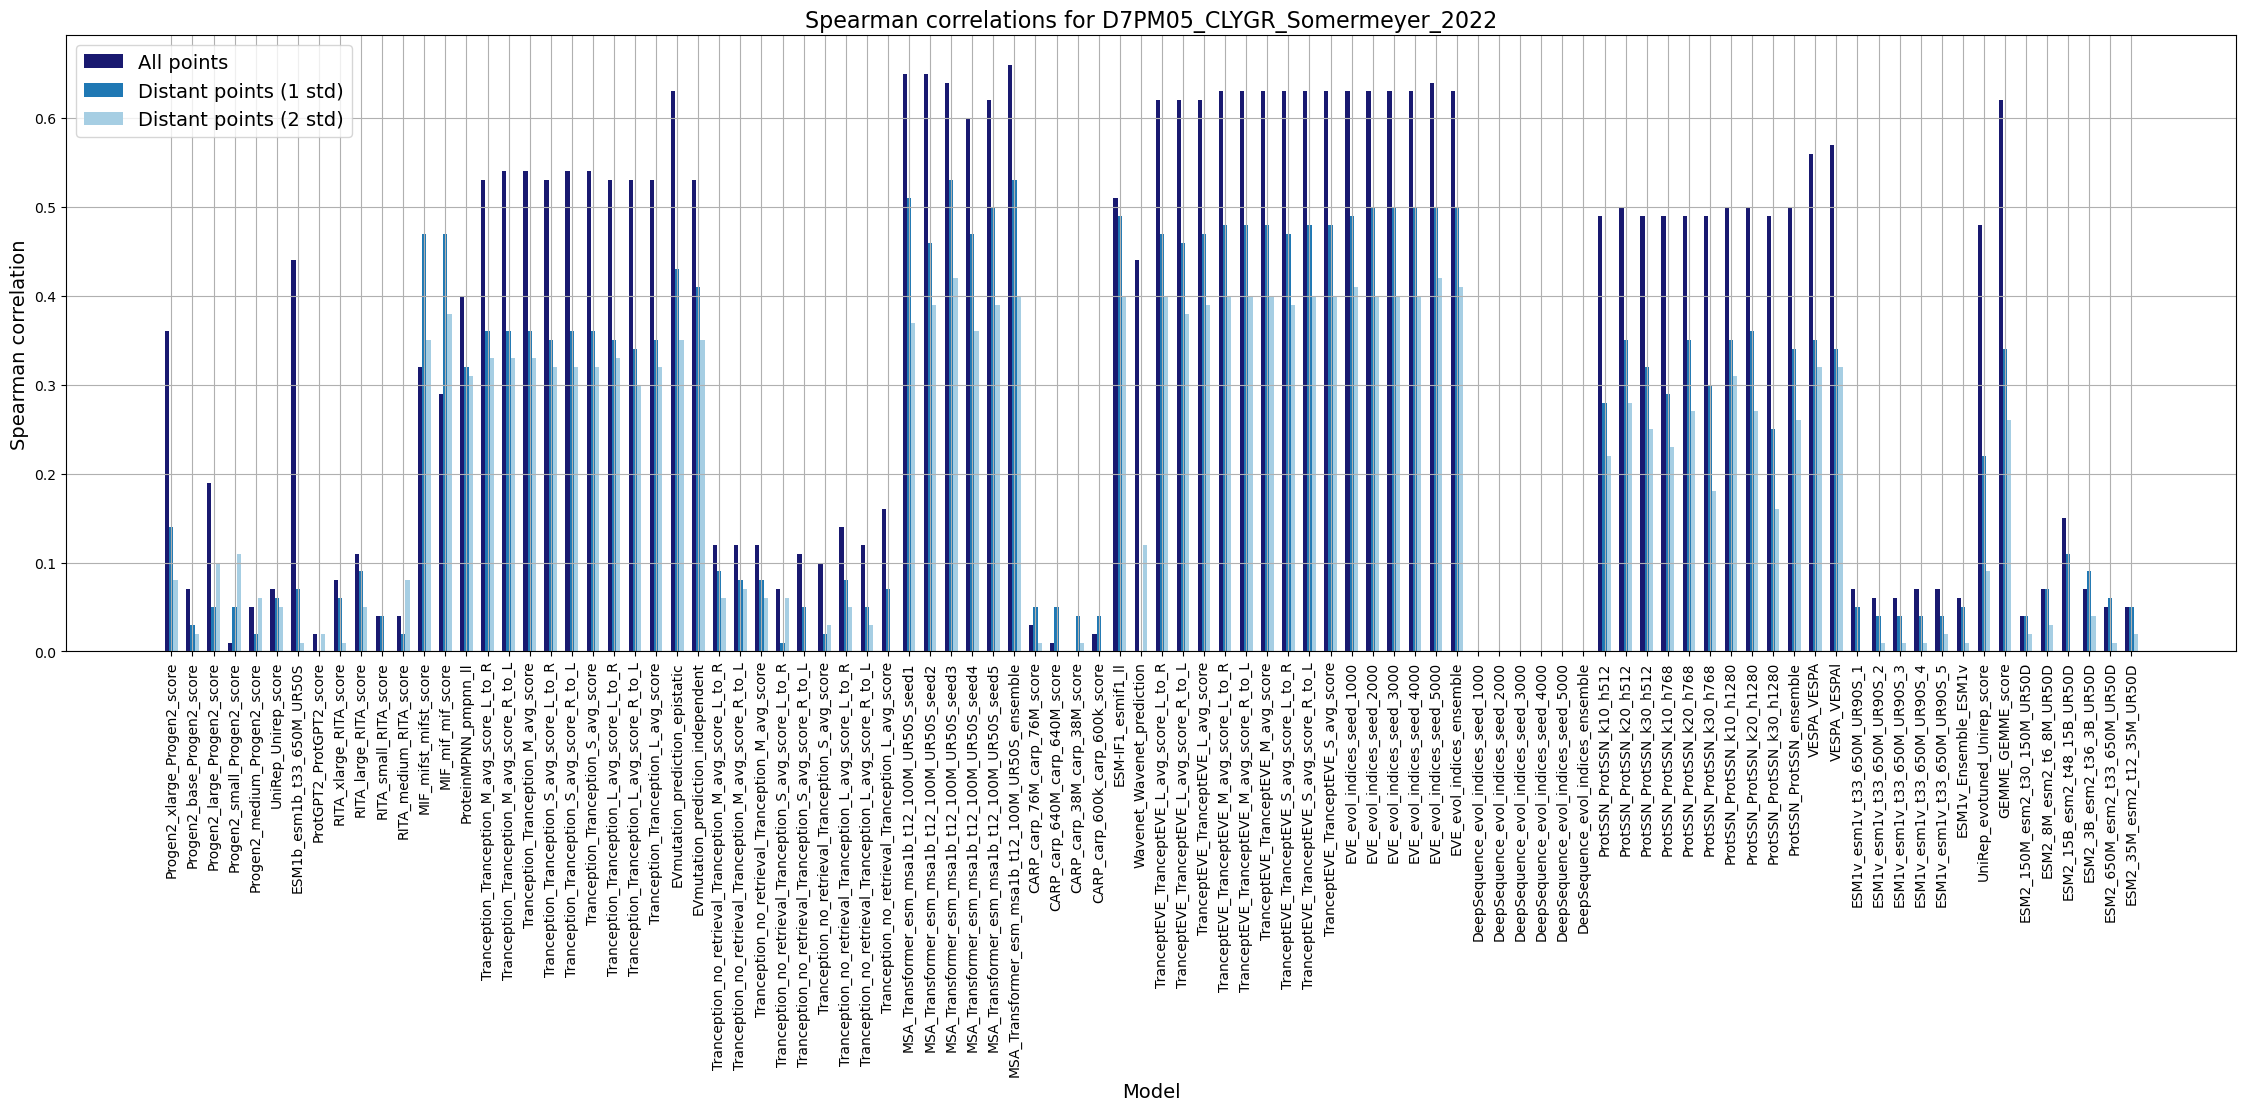 Spearman correlations for D7PM05_CLYGR_Somermeyer_2022
All points
Distant points (1 std)
Distant points (2 std)
Spearman correlation
0.6
0.5
0.4
0.3
0.2
0.1
0.0
Progen2_xlarge_Progen2_score
Progen2_base_Progen2_score
Progen2_large_Progen2_score
Progen2_small_Progen2_score
Progen2_medium_Progen2_score
UniRep_Unirep_score
ESM1b_esm1b_t33_650M_UR50S
ProtGPT2_ProtGPT2_score
RITA_xlarge_RITA_score
RITA_large_RITA_score
RITA_small_RITA_score
RITA_medium_RITA_score
MIF_mifst_mifst_score
MIF_mif_mif_score
ProteinMPNN_pmpnn_ll
Tranception_Tranception_M_avg_score_L_to_R
Tranception_Tranception_M_avg_score_R_to_L
Tranception_Tranception_M_avg_score
Tranception_Tranception_S_avg_score_L_to_R
Tranception_Tranception_S_avg_score_R_to_L
Tranception_Tranception_S_avg_score
Tranception_Tranception_L_avg_score_L_to_R
Tranception_Tranception_L_avg_score_R_to_L
Tranception_Tranception_L_avg_score
EVmutation_prediction_epistatic
EVmutation_prediction_independent
Tranception_no_retrieval_Tranception_M_avg_score_L_to_R
Tranception_no_retrieval_Tranception_M_avg_score_R_to_L
Tranception_no_retrieval_Tranception_M_avg_score
Tranception_no_retrieval_Tranception_S_avg_score_L_to_R
Tranception_no_retrieval_Tranception_S_avg_score_R_to_L
Tranception_no_retrieval_Tranception_S_avg_score
Tranception_no_retrieval_Tranception_L_avg_score_L_to_R
Tranception_no_retrieval_Tranception_L_avg_score_R_to_L
Tranception_no_retrieval_Tranception_L_avg_score
MSA_Transformer_esm_msa1b_t12_100M_UR50S_seed1
MSA_Transformer_esm_msa1b_t12_100M_UR50S_seed2
MSA_Transformer_esm_msa1b_t12_100M_UR50S_seed3
MSA_Transformer_esm_msa1b_t12_100M_UR50S_seed4
MSA_Transformer_esm_msa1b_t12_100M_UR50S_seed5
MSA_Transformer_esm_msa1b_t12_100M_UR50S_ensemble
CARP_carp_76M_carp_76M_score
CARP_carp_640M_carp_640M_score
CARP_carp_38M_carp_38M_score
CARP_carp_600k_carp_600k_score
ESM-IF1_esmif1_ll
Wavenet_Wavenet_prediction
TranceptEVE_TranceptEVE_L_avg_score_L_to_R
TranceptEVE_TranceptEVE_L_avg_score_R_to_L
TranceptEVE_TranceptEVE_L_avg_score
TranceptEVE_TranceptEVE_M_avg_score_L_to_R
TranceptEVE_TranceptEVE_M_avg_score_R_to_L
TranceptEVE_TranceptEVE_M_avg_score
TranceptEVE_TranceptEVE_S_avg_score_L_to_R
TranceptEVE_TranceptEVE_S_avg_score_R_to_L
TranceptEVE_TranceptEVE_S_avg_score
EVE_evol_indices_seed_1000
EVE_evol_indices_seed_2000
EVE_evol_indices_seed_3000
EVE_evol_indices_seed_4000
EVE_evol_indices_seed_5000
EVE_evol_indices_ensemble
DeepSequence_evol_indices_seed_1000
DeepSequence_evol_indices_seed_2000
DeepSequence_evol_indices_seed_3000
DeepSequence_evol_indices_seed_4000
DeepSequence_evol_indices_seed_5000
DeepSequence_evol_indices_ensemble
ProtSSN_ProtSSN_k10_h512
ProtSSN_ProtSSN_k20_h512
ProtSSN_ProtSSN_k30_h512
ProtSSN_ProtSSN_k10_h768
ProtSSN_ProtSSN_k20_h768
ProtSSN_ProtSSN_k30_h768
ProtSSN_ProtSSN_k10_h1280
ProtSSN_ProtSSN_k20_h1280
ProtSSN_ProtSSN_k30_h1280
ProtSSN_ProtSSN_ensemble
VESPA_VESPA
VESPA_VESPAl
ESM1v_esm1v_t33_650M_UR90S_1
ESM1v_esm1v_t33_650M_UR90S_2
ESM1v_esm1v_t33_650M_UR90S_3
ESM1v_esm1v_t33_650M_UR90S_4
ESM1v_esm1v_t33_650M_UR90S_5
ESM1v_Ensemble_ESM1v
UniRep_evotuned_Unirep_score
GEMME_GEMME_score
ESM2_150M_esm2_t30_150M_UR50D
ESM2_8M_esm2_t6_8M_UR50D
ESM2_15B_esm2_t48_15B_UR50D
ESM2_3B_esm2_t36_3B_UR50D
ESM2_650M_esm2_t33_650M_UR50D
ESM2_35M_esm2_t12_35M_UR50D
Model